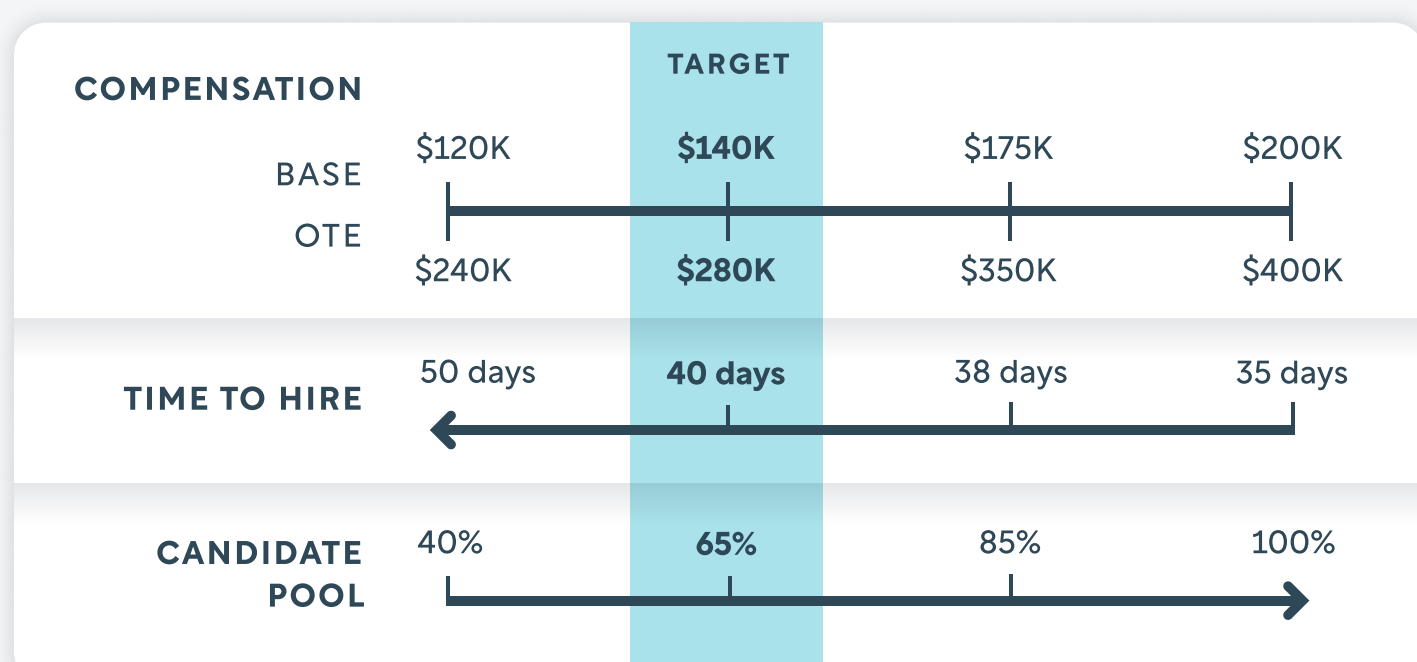 TARGET
COMPENSATION
BASE
$120K $140K $175K $200K
OTE
$240K $280K $350K $400K
TIME TO HIRE
50 days 40 days 38 days 35 days
CANDIDATE
POOL
40% 65% 85% 100%